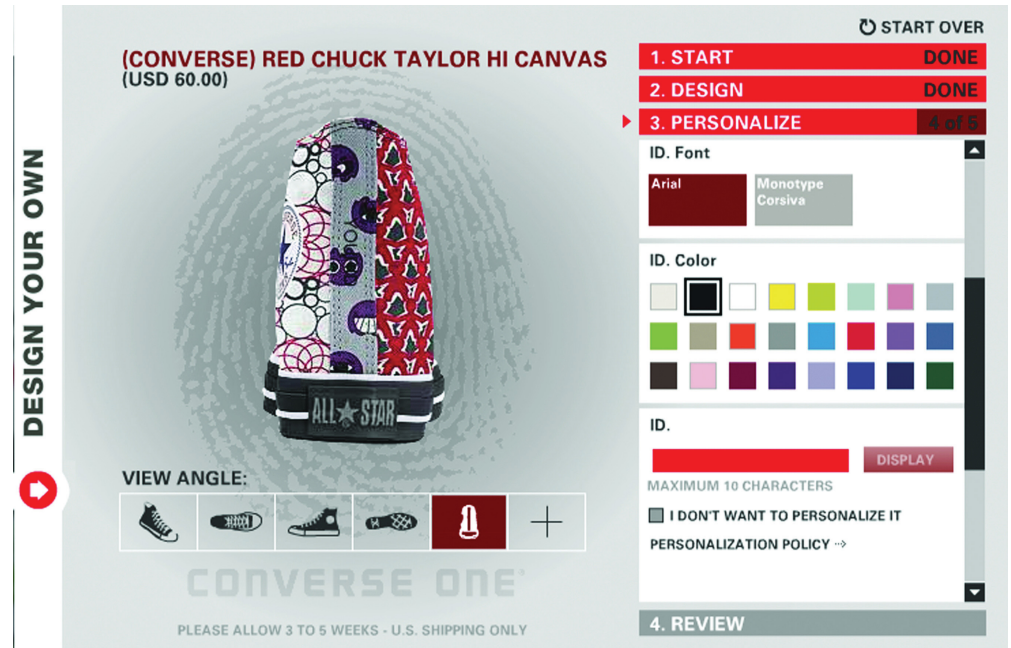 START OVER
(CONVERSE) RED CHUCK TAYLOR HI CANVAS
(USD 60.00)
1. START DONE
2. DESIGN DONE
3. PERSONALIZE 4 of 5
ID. Font
Arial
Monotype
Corsiva
ID. Color
ID.
DISPLAY
MAXIMUM 10 CHARACTERS
I DON'T WANT TO PERSONALIZE IT
PERSONALIZATION POLICY
4. REVIEW
DESIGN YOUR OWN
ALL STAR
VIEW ANGLE:
CONVERSE ONE
PLEASE ALLOW 3 TO 5 WEEKS - U.S. SHIPPING ONLY